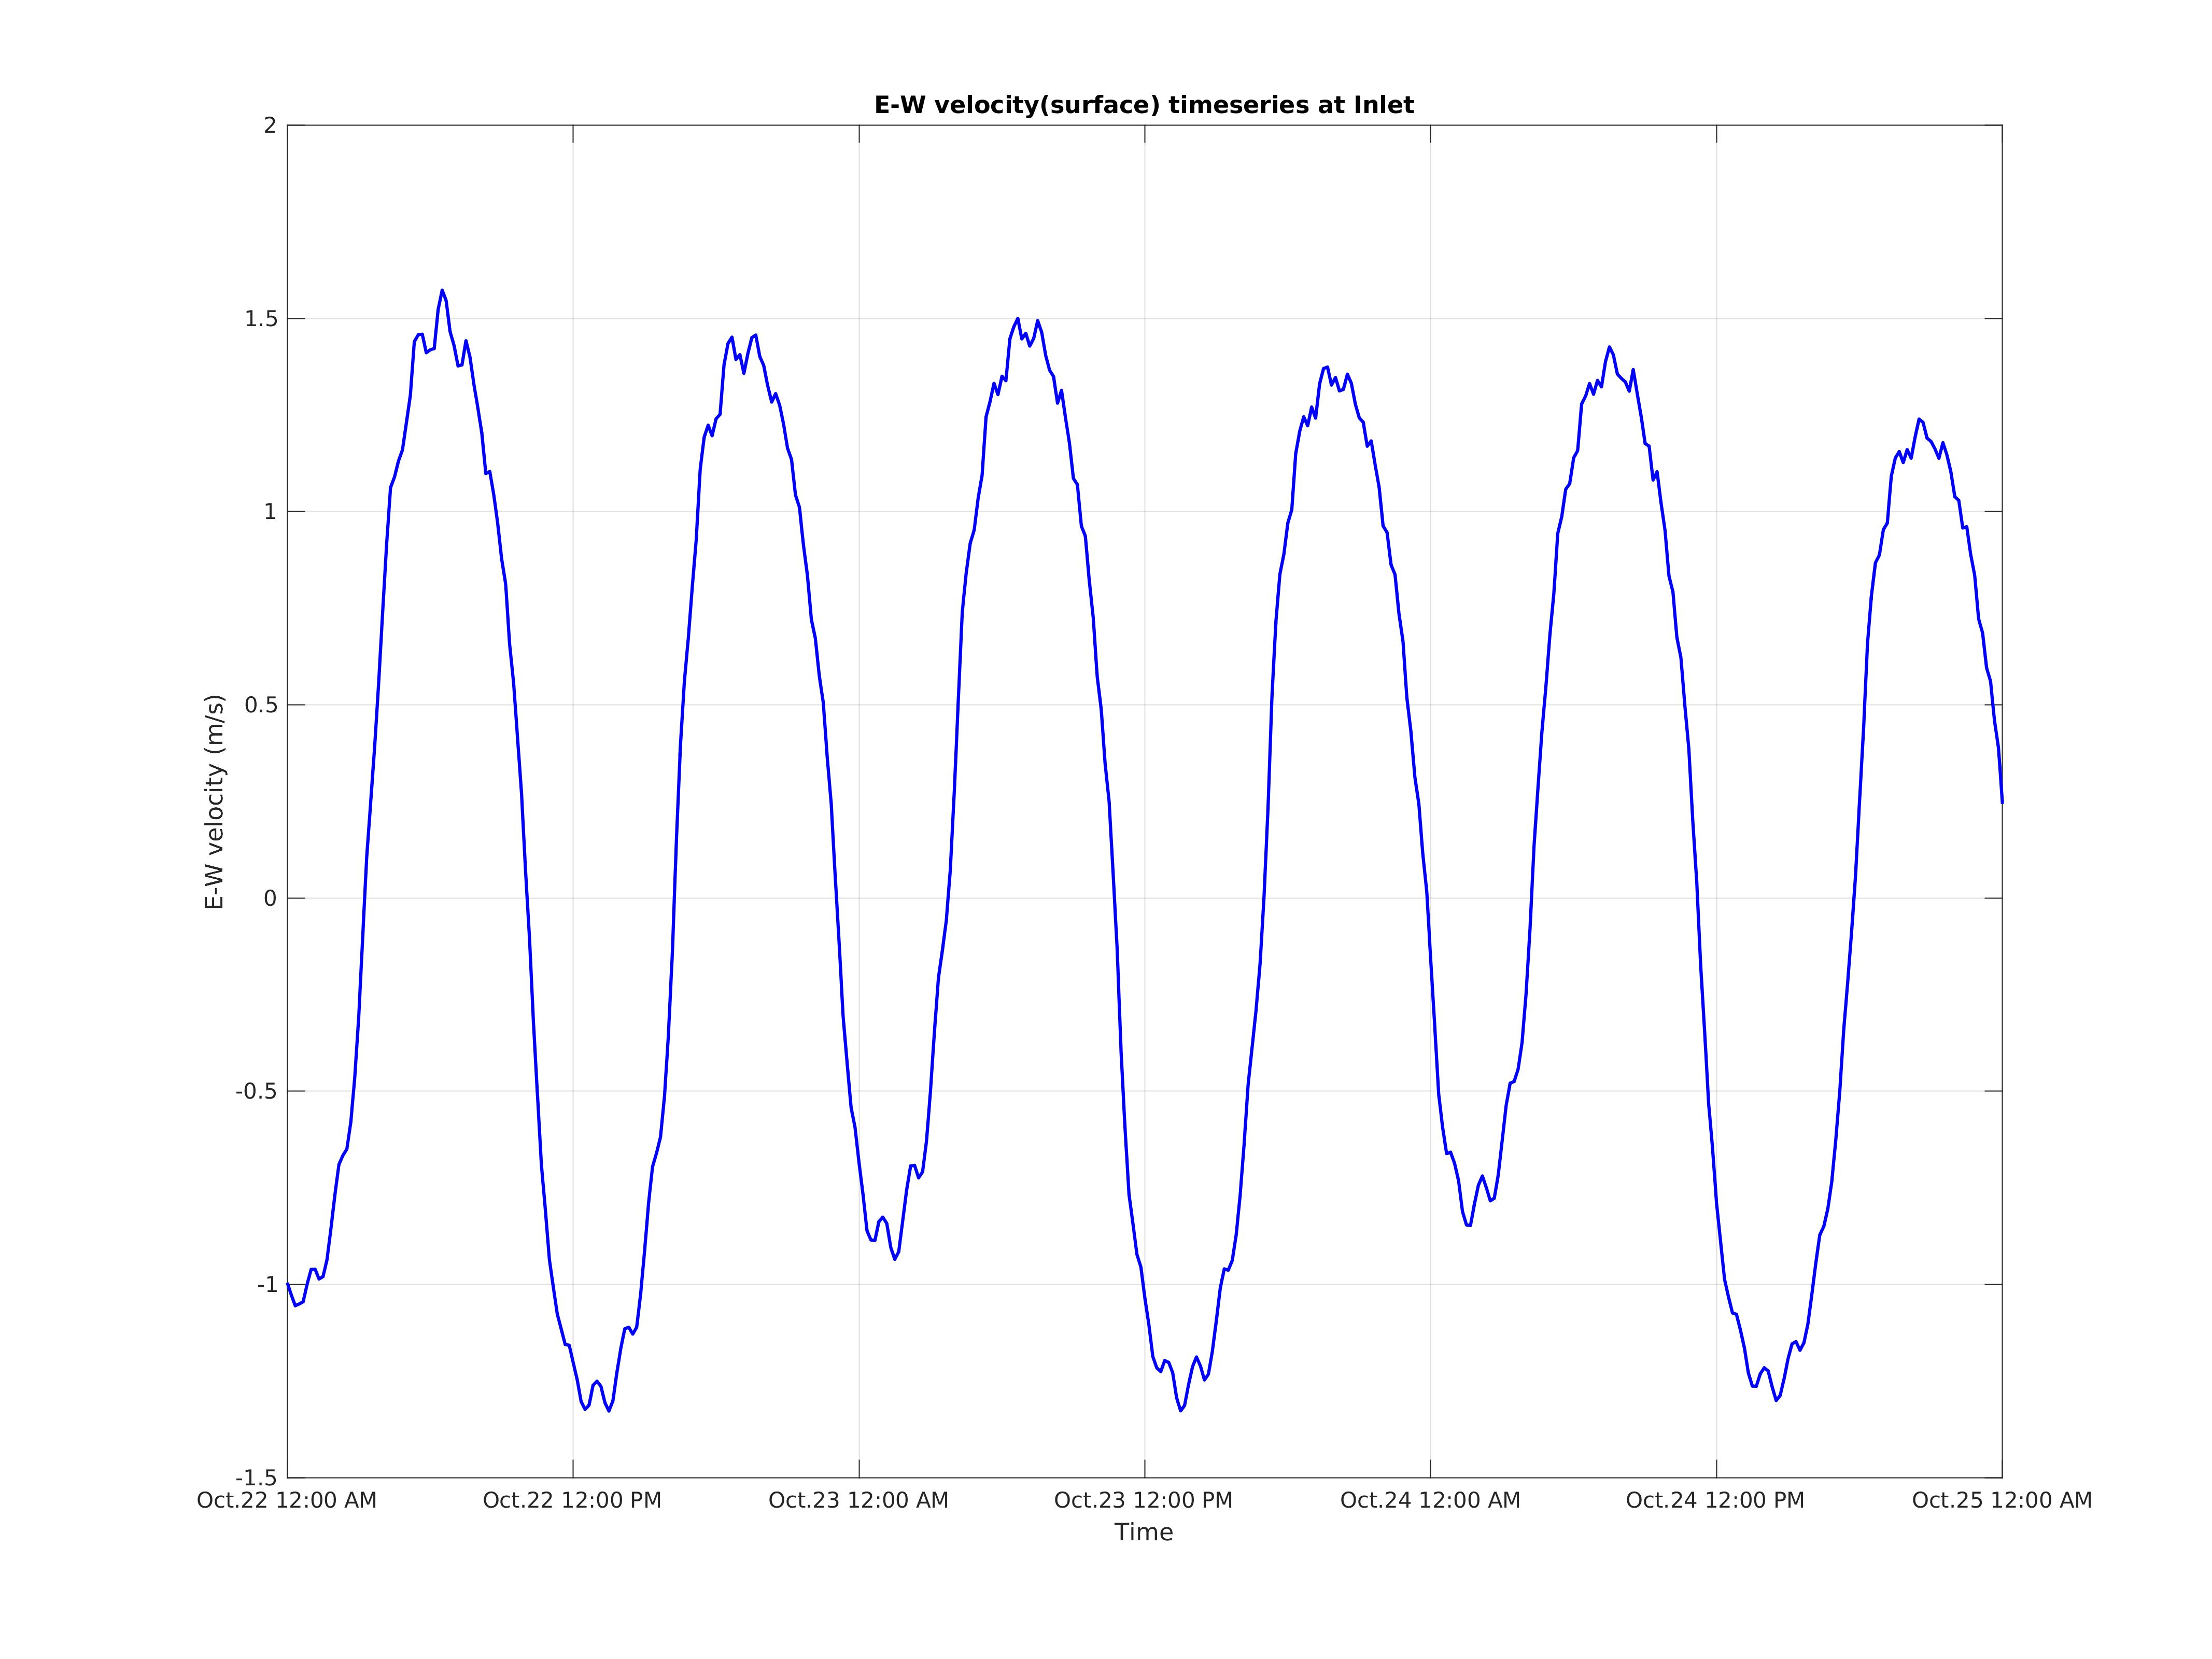 E-W velocity(surface) timeseries at Inlet
E-W velocity (m/s)
2
1.5
1
0.5
0
-0.5
-1
-1.5
Oct.22 12:00 AM Oct.22 12:00 PM Oct.23 12:00 AM Oct.23 12:00 PM Oct.24 12:00 AM Oct.24 12:00 PM Oct.25 12:00 AM
Time